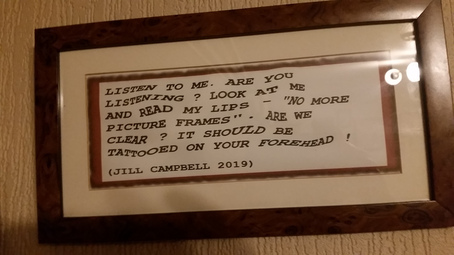 LISTEN TO ME. ARE YOU
LISTENING ? LOOK AT ME
AND READ MY LIPS - "NO MORE
PICTURE FRAMES". ARE WE
CLEAR ? IT SHOULD BE
TATTOOED ON YOUR FOREHEAD !
(JILL CAMPBELL 2019)